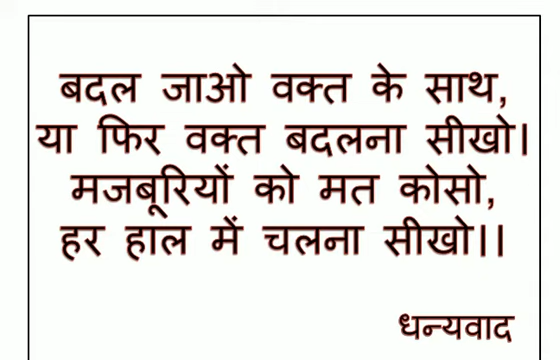 बदल जाओ वक्त के साथ,
या फिर वक्त बदलना सीखो।
मजबूरियों को मत कोसो,
हर हाल में चलना सीखो।।
धन्यवाद